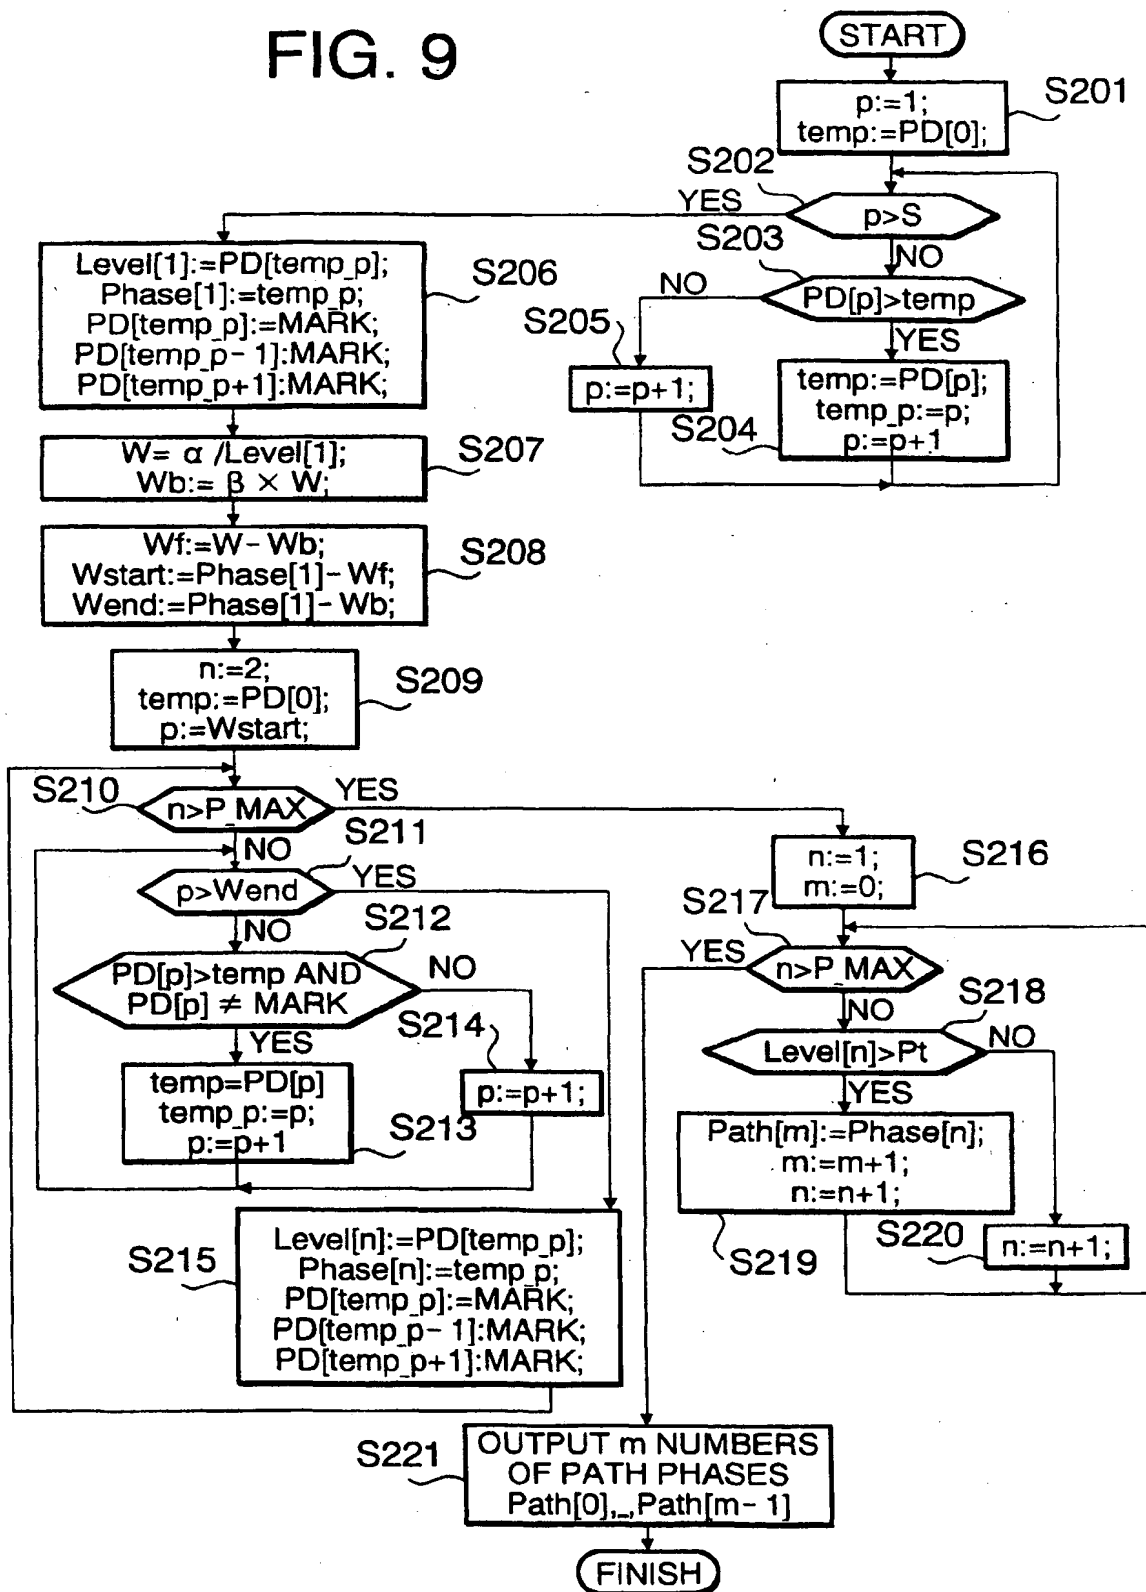 FIG. 9
START
S201
p:=1;
temp:=PD[0];
S202
YES
p>S
S203
NO
NO
PD[p]>temp
S205
YES
p:=p+1;
temp:=PD[p];
temp_p:=p;
p:=p+1
S204
Level[1]:=PD[temp_p];
Phase[1]:=temp_p;
PD[temp_p]:=MARK;
PD[temp_p-1]:MARK;
PD[temp_p+1]:MARK;
S206
W= α /Level[1];
Wb:= β × W;
S207
Wf:=W-Wb;
Wstart:=Phase[1]-Wf;
Wend:=Phase[1]-Wb;
S208
n:=2;
temp:=PD[0];
p:=Wstart;
S209
S210
n>P_MAX
YES
NO
S211
p>Wend
YES
NO
S212
PD[p]>temp AND
PD[p] ≠ MARK
NO
S214
YES
temp=PD[p]
temp_p:=p;
p:=p+1
p:=p+1;
S213
S215
Level[n]:=PD[temp_p];
Phase[n]:=temp_p;
PD[temp_p]:=MARK;
PD[temp_p-1]:MARK;
PD[temp_p+1]:MARK;
n:=1;
m:=0;
S216
S217
YES
n>P_MAX
NO
S218
Level[n]>Pt
NO
YES
Path[m]:=Phase[n];
m:=m+1;
n:=n+1;
S219
S220
n:=n+1;
S221
OUTPUT m NUMBERS
OF PATH PHASES
Path[0],_,Path[m-1]
FINISH